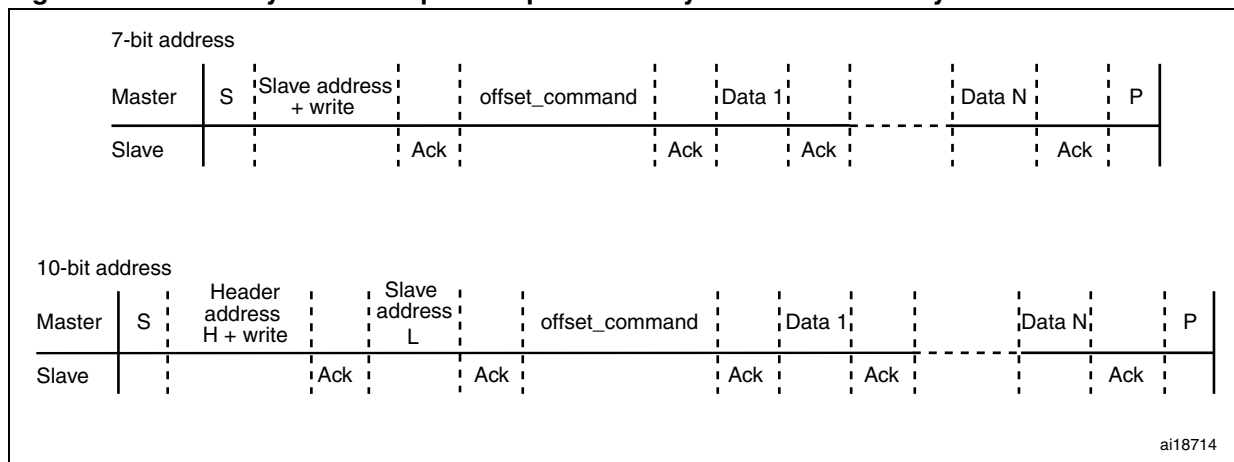 7-bit address
Master S Slave address + write offset_command Data 1 Data N P
Slave Ack Ack Ack Ack
10-bit address
Master S Header address H + write Slave address L offset_command Data 1 Data N P
Slave Ack Ack Ack Ack Ack
ai18714